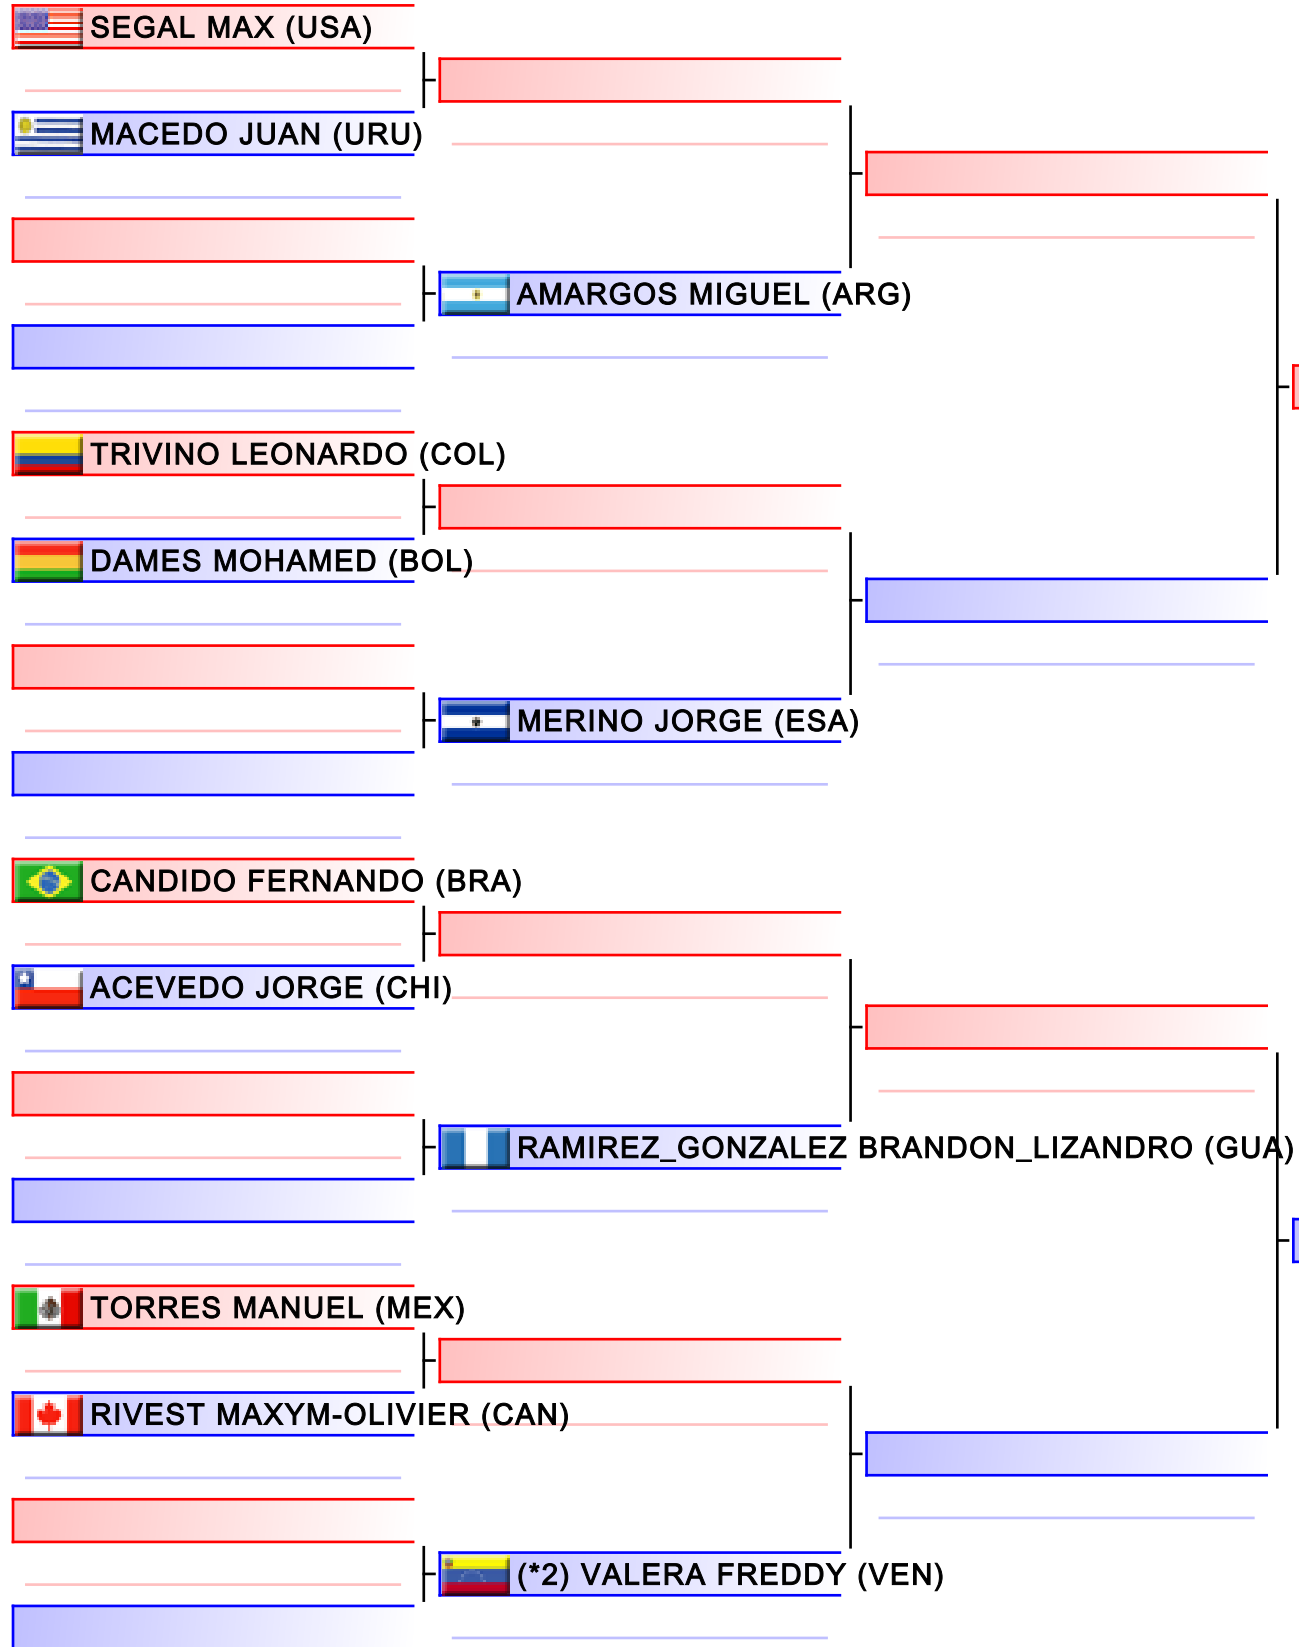 SEGAL MAX (USA)
MACEDO JUAN (URU)
AMARGOS MIGUEL (ARG)
TRIVINO LEONARDO (COL)
DAMES MOHAMED (BOL)
MERINO JORGE (ESA)
CANDIDO FERNANDO (BRA)
ACEVEDO JORGE (CHI)
RAMIREZ_GONZALEZ BRANDON_LIZANDRO (GUA)
TORRES MANUEL (MEX)
RIVEST MAXYM-OLIVIER (CAN)
(*2) VALERA FREDDY (VEN)